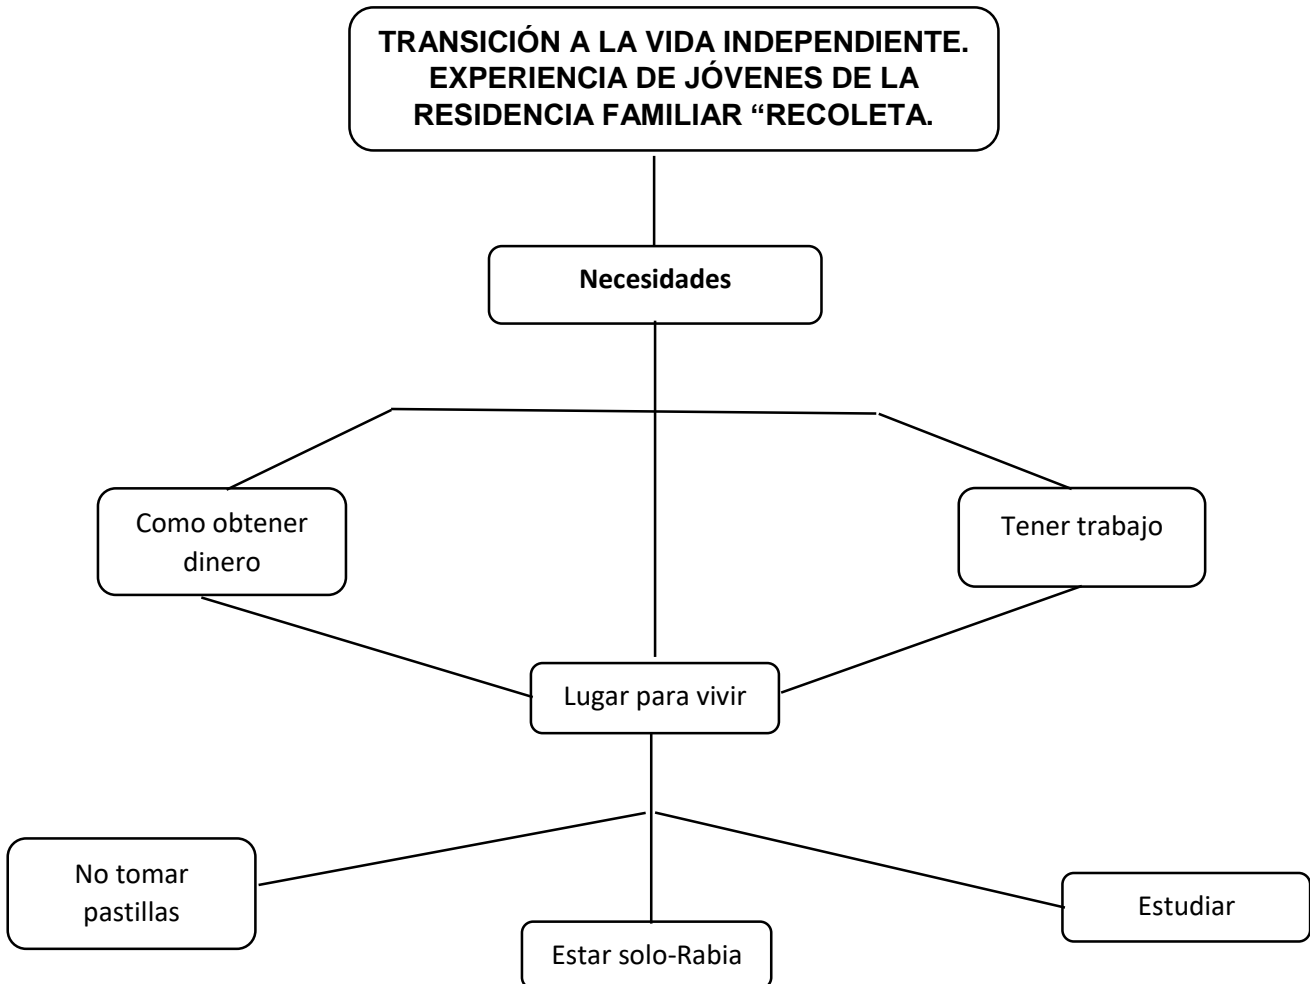 TRANSICIÓN A LA VIDA INDEPENDIENTE.
EXPERIENCIA DE JÓVENES DE LA
RESIDENCIA FAMILIAR “RECOLETA.
Necesidades
Como obtener
dinero
Tener trabajo
Lugar para vivir
No tomar
pastillas
Estar solo-Rabia
Estudiar